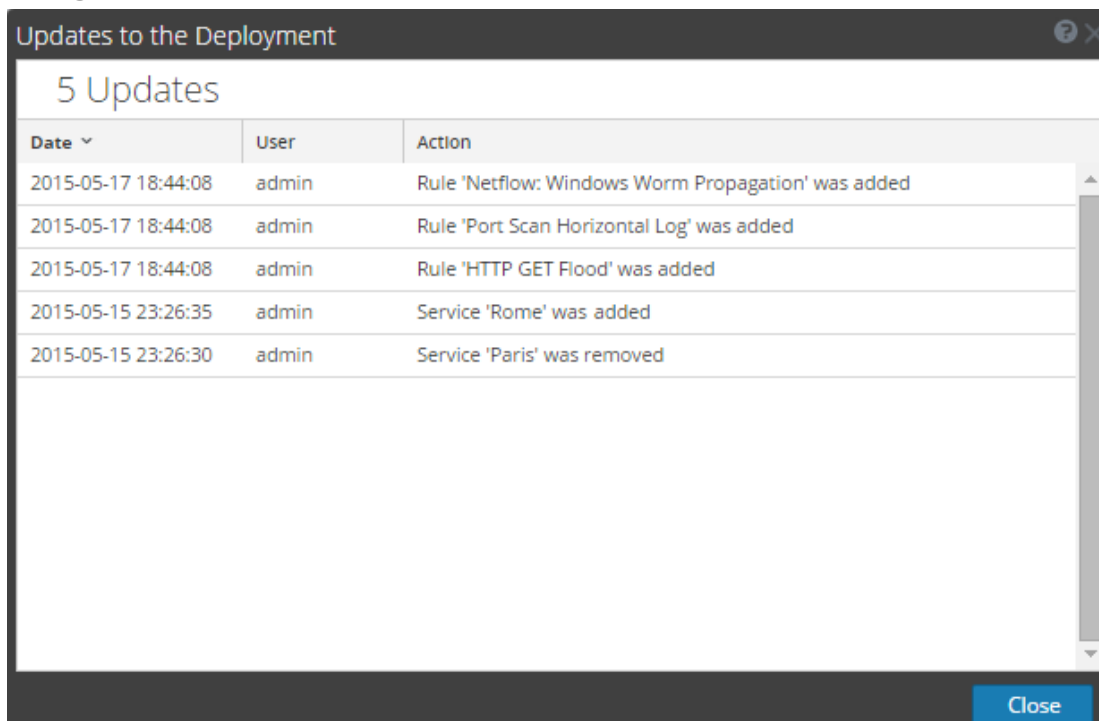 Updates to the Deployment
5 Updates
Date User Action
2015-05-17 18:44:08 admin Rule 'Netflow: Windows Worm Propagation' was added
2015-05-17 18:44:08 admin Rule 'Port Scan Horizontal Log' was added
2015-05-17 18:44:08 admin Rule 'HTTP GET Flood' was added
2015-05-15 23:26:35 admin Service 'Rome' was added
2015-05-15 23:26:30 admin Service 'Paris' was removed
Close